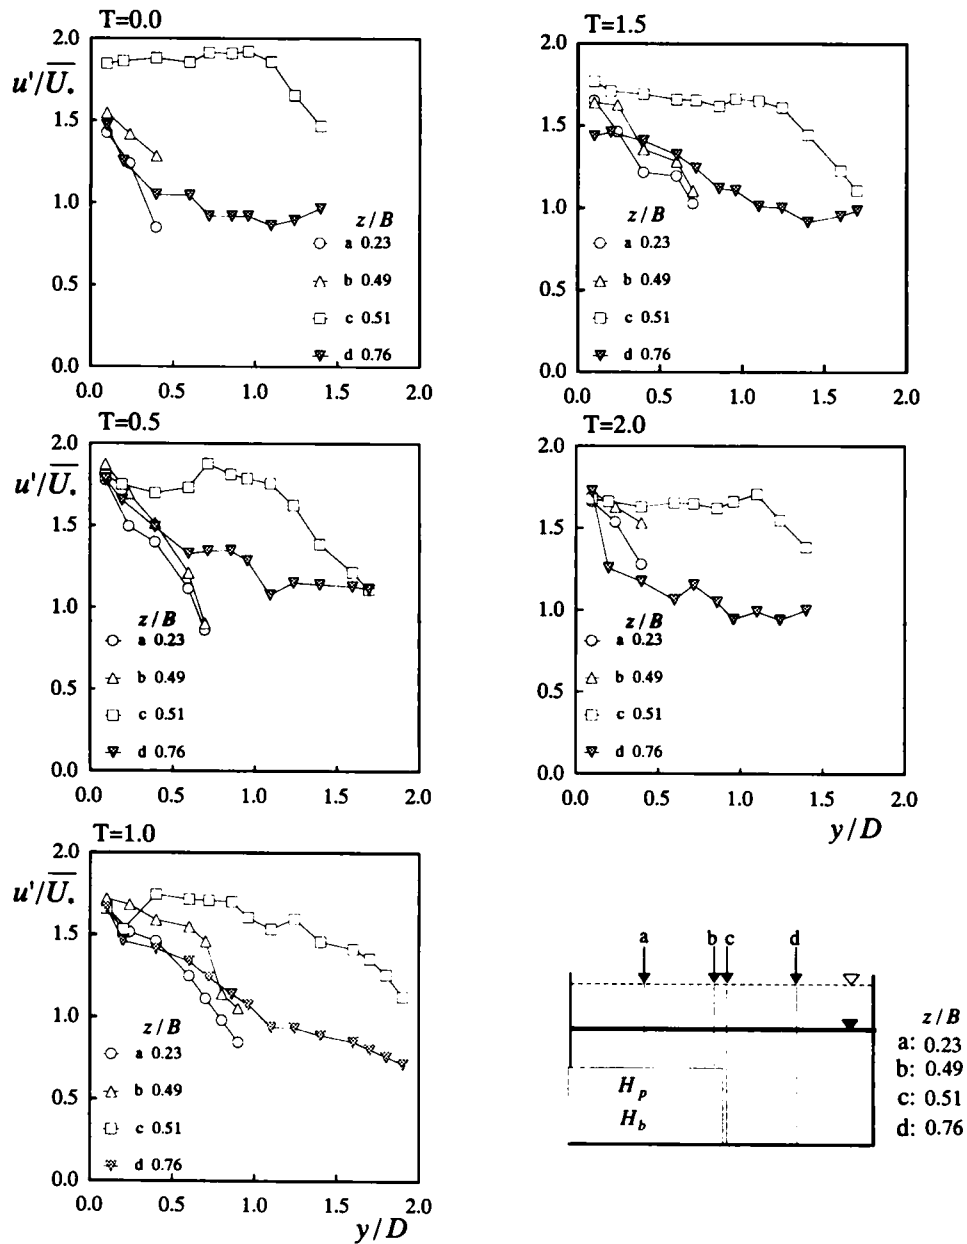 T=0.0
u'/U̅*
2.0
1.5
1.0
0.5
0.0
z/B
a 0.23
b 0.49
c 0.51
d 0.76
0.0 0.5 1.0 1.5 2.0
T=0.5
u'/U̅*
2.0
1.5
1.0
0.5
0.0
z/B
a 0.23
b 0.49
c 0.51
d 0.76
0.0 0.5 1.0 1.5 2.0
T=1.0
u'/U̅*
2.0
1.5
1.0
0.5
0.0
z/B
a 0.23
b 0.49
c 0.51
d 0.76
0.0 0.5 1.0 1.5 2.0
y/D
T=1.5
2.0
1.5
1.0
0.5
0.0
z/B
a 0.23
b 0.49
c 0.51
d 0.76
0.0 0.5 1.0 1.5 2.0
T=2.0
2.0
1.5
1.0
0.5
0.0
z/B
a 0.23
b 0.49
c 0.51
d 0.76
0.0 0.5 1.0 1.5 2.0
y/D
a b c d
z/B
a: 0.23
b: 0.49
c: 0.51
d: 0.76
Hp
Hb